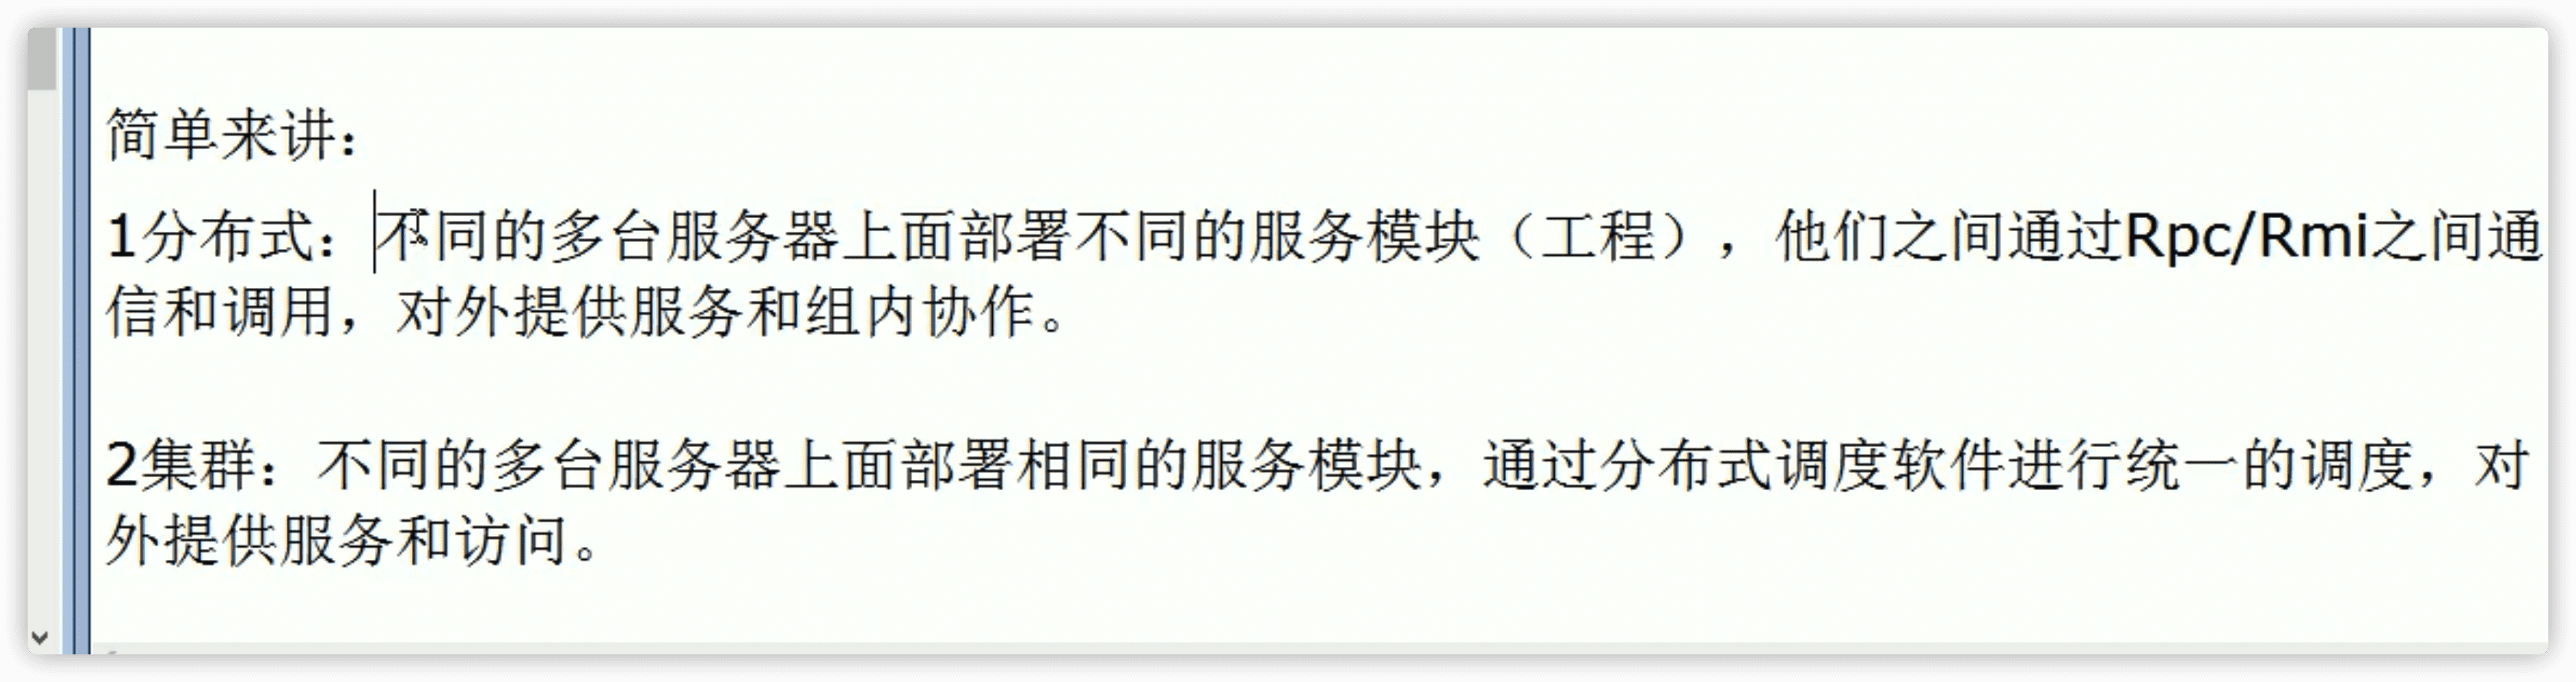 简单来讲：
1分布式：不同的多台服务器上面部署不同的服务模块（工程），他们之间通过Rpc/Rmi之间通
信和调用，对外提供服务和组内协作。
2集群：不同的多台服务器上面部署相同的服务模块，通过分布式调度软件进行统一的调度，对
外提供服务和访问。